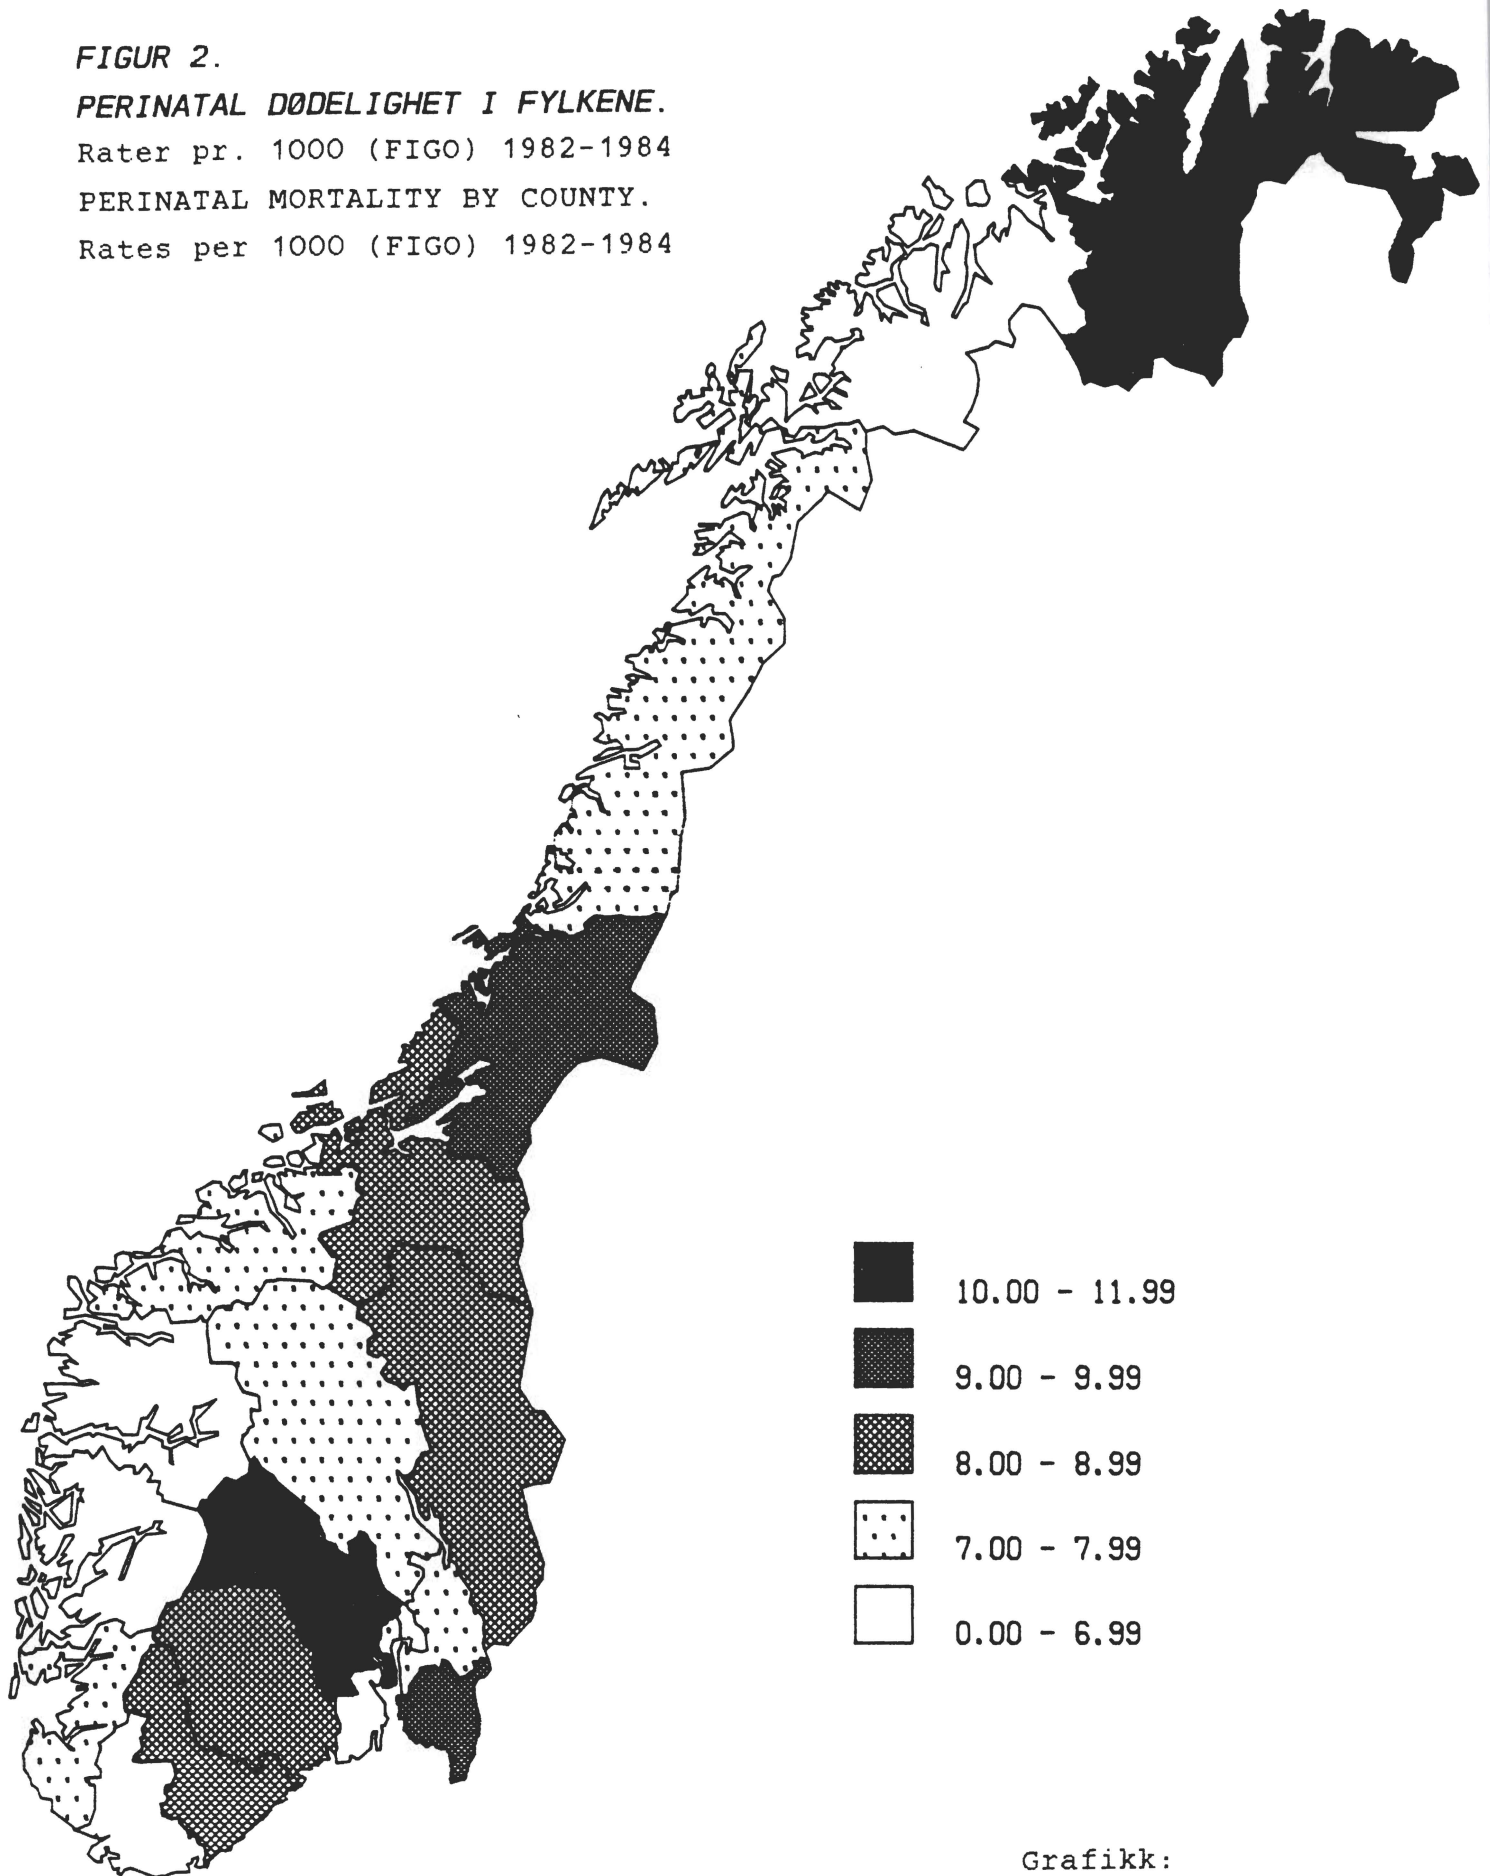 FIGUR 2.
PERINATAL DØDELIGHET I FYLKENE.
Rater pr. 1000 (FIGO) 1982-1984
PERINATAL MORTALITY BY COUNTY.
Rates per 1000 (FIGO) 1982-1984
10.00 - 11.99
9.00 - 9.99
8.00 - 8.99
7.00 - 7.99
0.00 - 6.99
Grafikk: